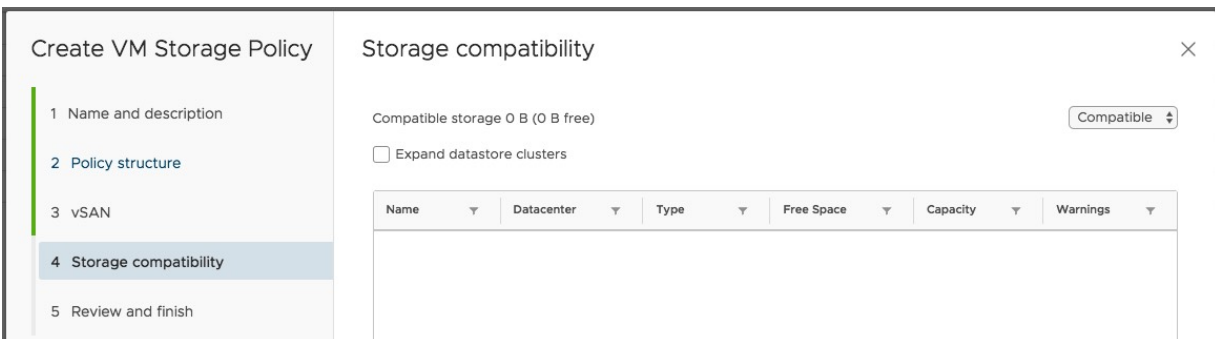 Create VM Storage Policy
1 Name and description
2 Policy structure
3 vSAN
4 Storage compatibility
5 Review and finish
Storage compatibility
Compatible storage 0 B (0 B free)
Compatible
Expand datastore clusters
Name Datacenter Type Free Space Capacity Warnings